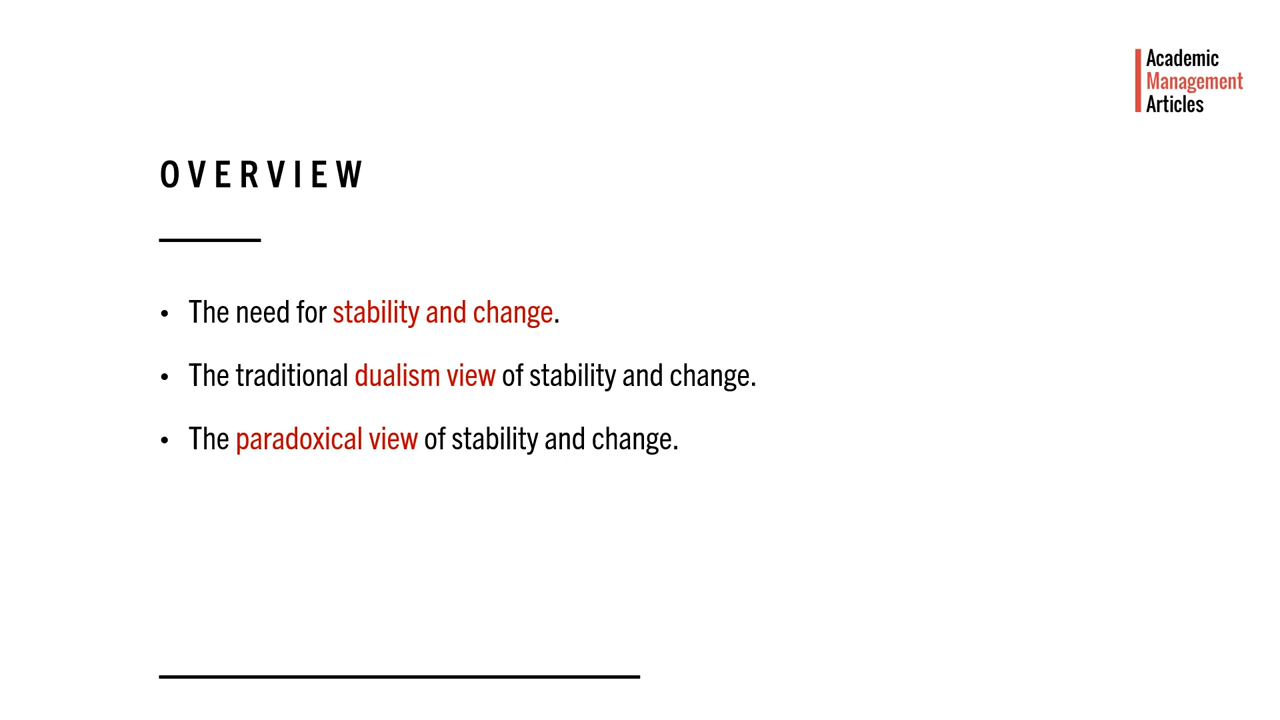 Academic
Management
Articles
OVERVIEW
• The need for stability and change.
• The traditional dualism view of stability and change.
• The paradoxical view of stability and change.